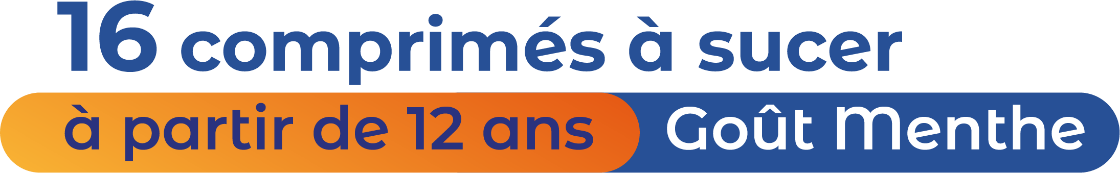 16 comprimés à sucer
à partir de 12 ans Goût Menthe